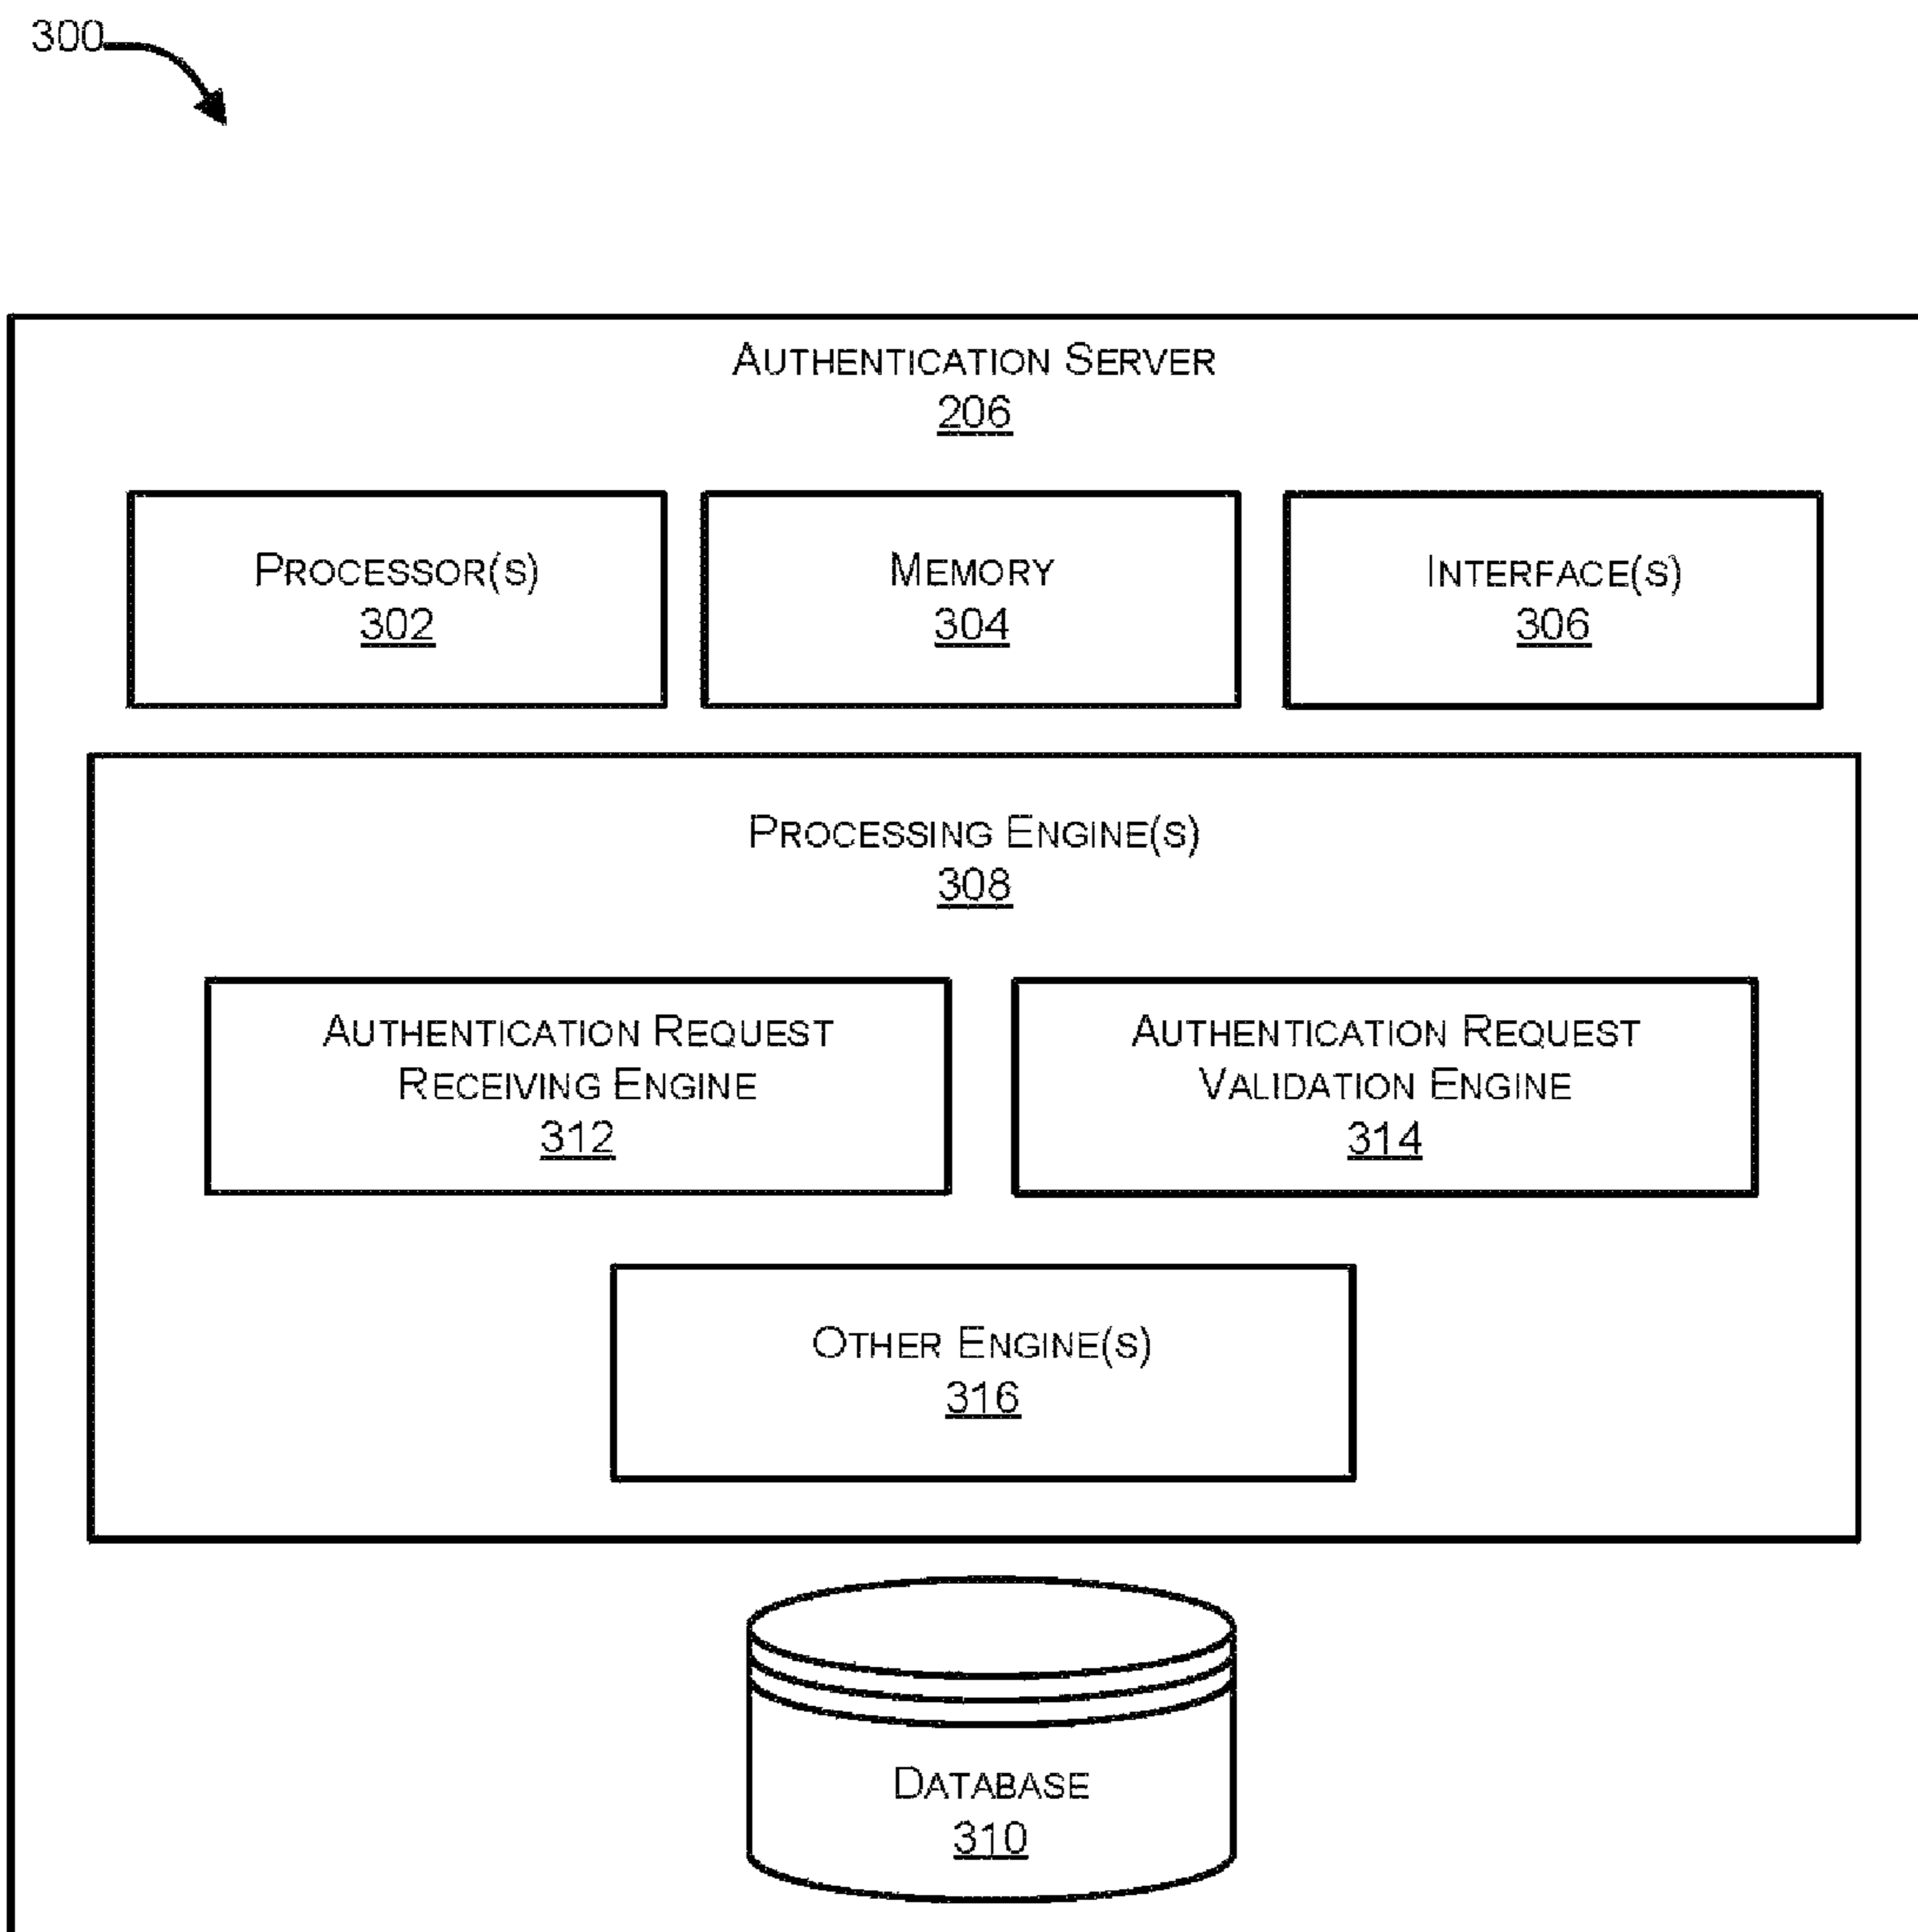 300
AUTHENTICATION SERVER
206
PROCESSOR(S)
302
MEMORY
304
INTERFACE(S)
306
PROCESSING ENGINE(S)
308
AUTHENTICATION REQUEST
RECEIVING ENGINE
312
AUTHENTICATION REQUEST
VALIDATION ENGINE
314
OTHER ENGINE(S)
316
DATABASE
310